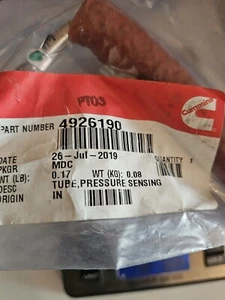 PT03
PART NUMBER 4926190
Cummins
DATE 26-Jul-2019
PKGR MDC QUANTITY
WT (LB): 0.17 WT (KG): 0.08
DESC TUBE,PRESSURE SENSING
ORIGIN IN